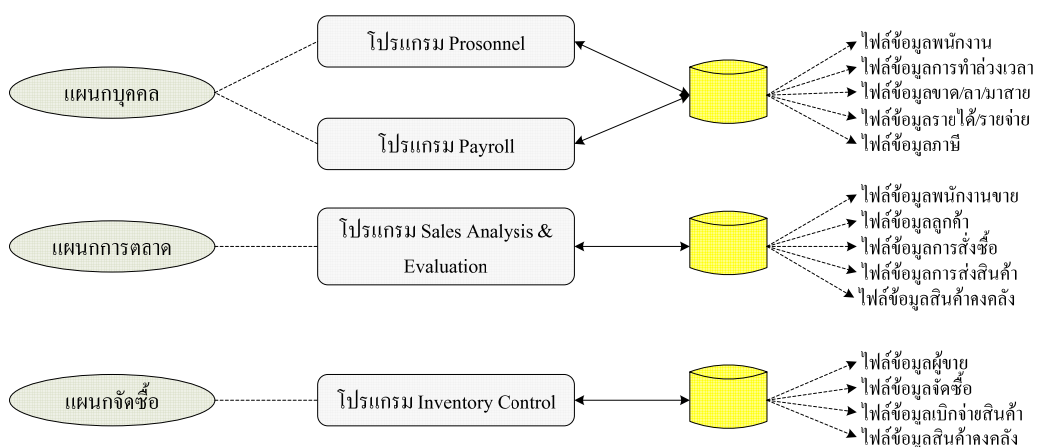 แผนกบุคคล
โปรแกรม Prosonnel
โปรแกรม Payroll
ไฟล์ข้อมูลพนักงาน
ไฟล์ข้อมูลการทำล่วงเวลา
ไฟล์ข้อมูลขาด/ลา/มาสาย
ไฟล์ข้อมูลรายได้/รายจ่าย
ไฟล์ข้อมูลภาษี
แผนกการตลาด
โปรแกรม Sales Analysis &
Evaluation
ไฟล์ข้อมูลพนักงานขาย
ไฟล์ข้อมูลลูกค้า
ไฟล์ข้อมูลการสั่งซื้อ
ไฟล์ข้อมูลการส่งสินค้า
ไฟล์ข้อมูลสินค้าคงคลัง
แผนกจัดซื้อ
โปรแกรม Inventory Control
ไฟล์ข้อมูลผู้ขาย
ไฟล์ข้อมูลจัดซื้อ
ไฟล์ข้อมูลเบิกจ่ายสินค้า
ไฟล์ข้อมูลสินค้าคงคลัง